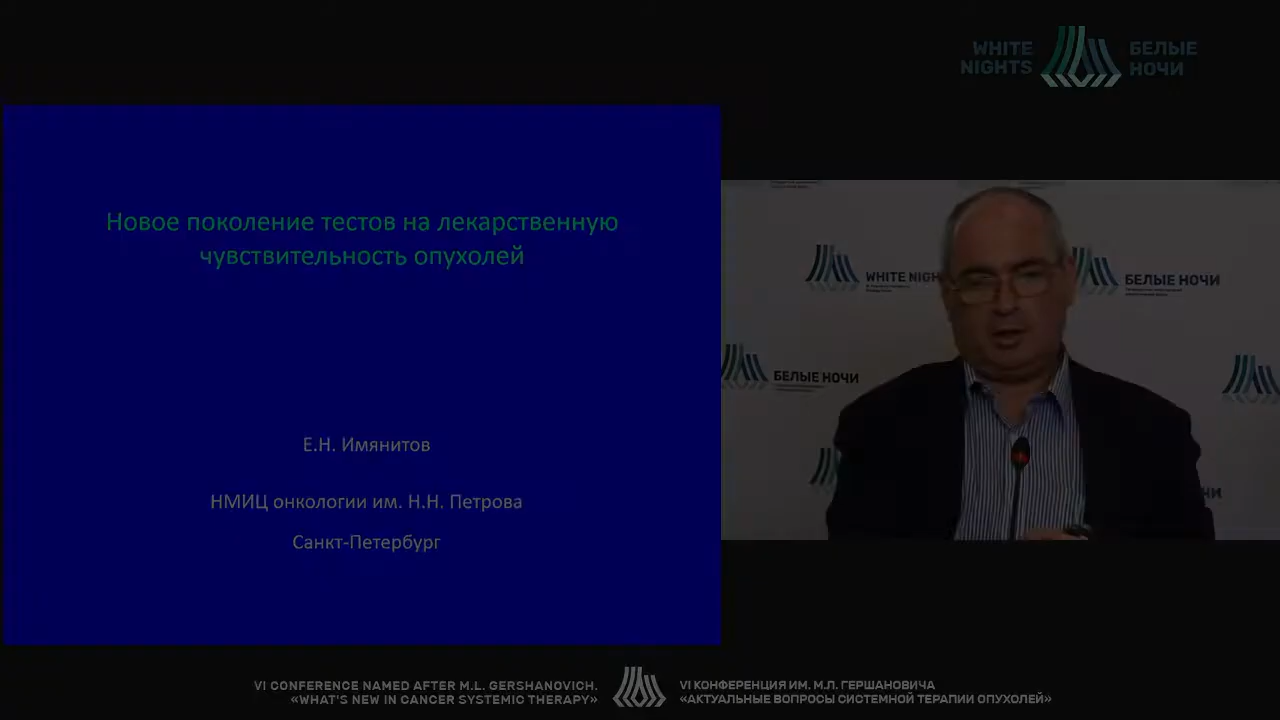 WHITE
NIGHTS
БЕЛЫЕ
НОЧИ
Новое поколение тестов на лекарственную
чувствительность опухолей
Е.Н. Имянитов
НМИЦ онкологии им. Н.Н. Петрова
Санкт-Петербург
WHITE NIGH
БЕЛЫЕ НОЧИ
БЕЛЫЕ НОЧИ
ЧИ
VI CONFERENCE NAMED AFTER M.L. GERSHANOVICH.
«WHAT'S NEW IN CANCER SYSTEMIC THERAPY»
VI КОНФЕРЕНЦИЯ ИМ. М.Л. ГЕРШАНОВИЧА
«АКТУАЛЬНЫЕ ВОПРОСЫ СИСТЕМНОЙ ТЕРАПИИ ОПУХОЛЕЙ»